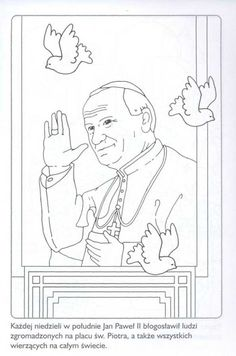 Każdej niedzieli w południe Jan Paweł II błogosławił ludzi
zgromadzonych na placu św. Piotra, a także wszystkich
wierzących na całym świecie.